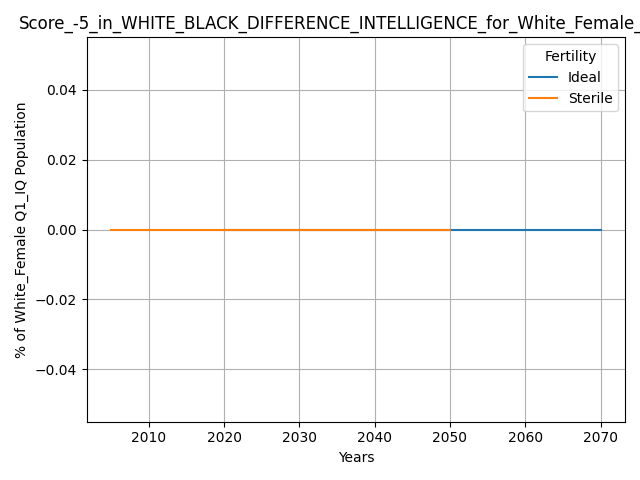 Score_-5_in_WHITE_BLACK_DIFFERENCE_INTELLIGENCE_for_White_Female_
Fertility
Ideal
Sterile
% of White_Female Q1_IQ Population
0.04
0.02
0.00
−0.02
−0.04
2010 2020 2030 2040 2050 2060 2070
Years